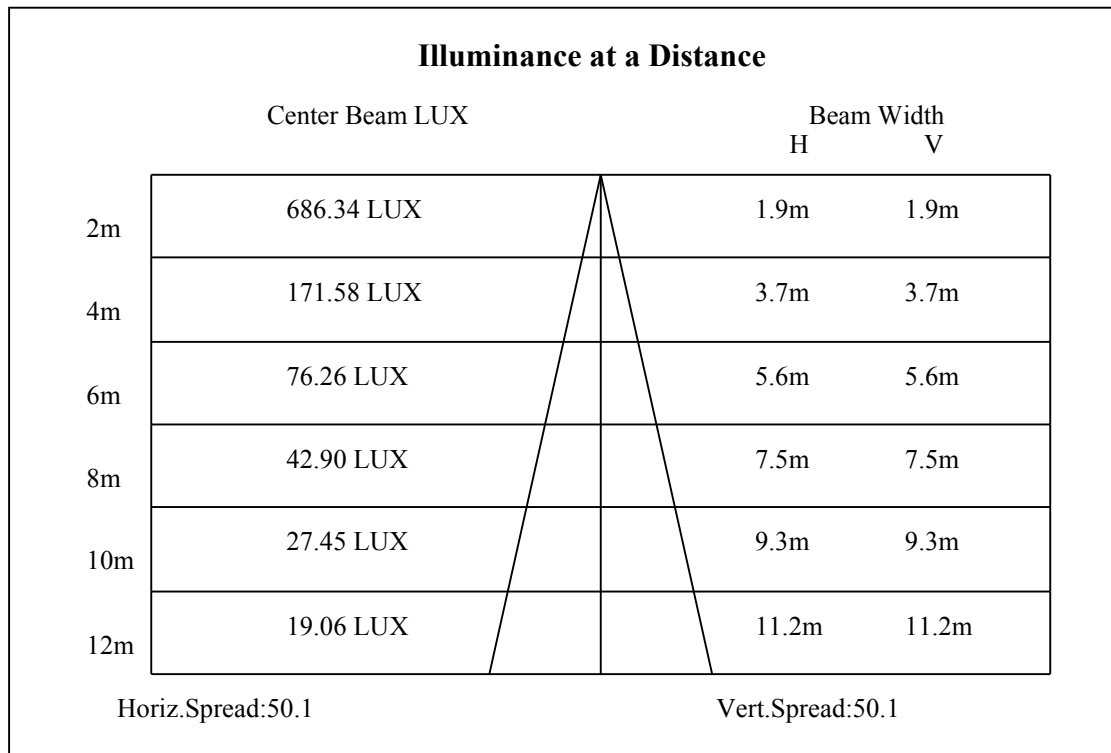 Illuminance at a Distance
Center Beam LUX Beam Width
H V
2m 686.34 LUX 1.9m 1.9m
4m 171.58 LUX 3.7m 3.7m
6m 76.26 LUX 5.6m 5.6m
8m 42.90 LUX 7.5m 7.5m
10m 27.45 LUX 9.3m 9.3m
12m 19.06 LUX 11.2m 11.2m
Horiz.Spread:50.1 Vert.Spread:50.1